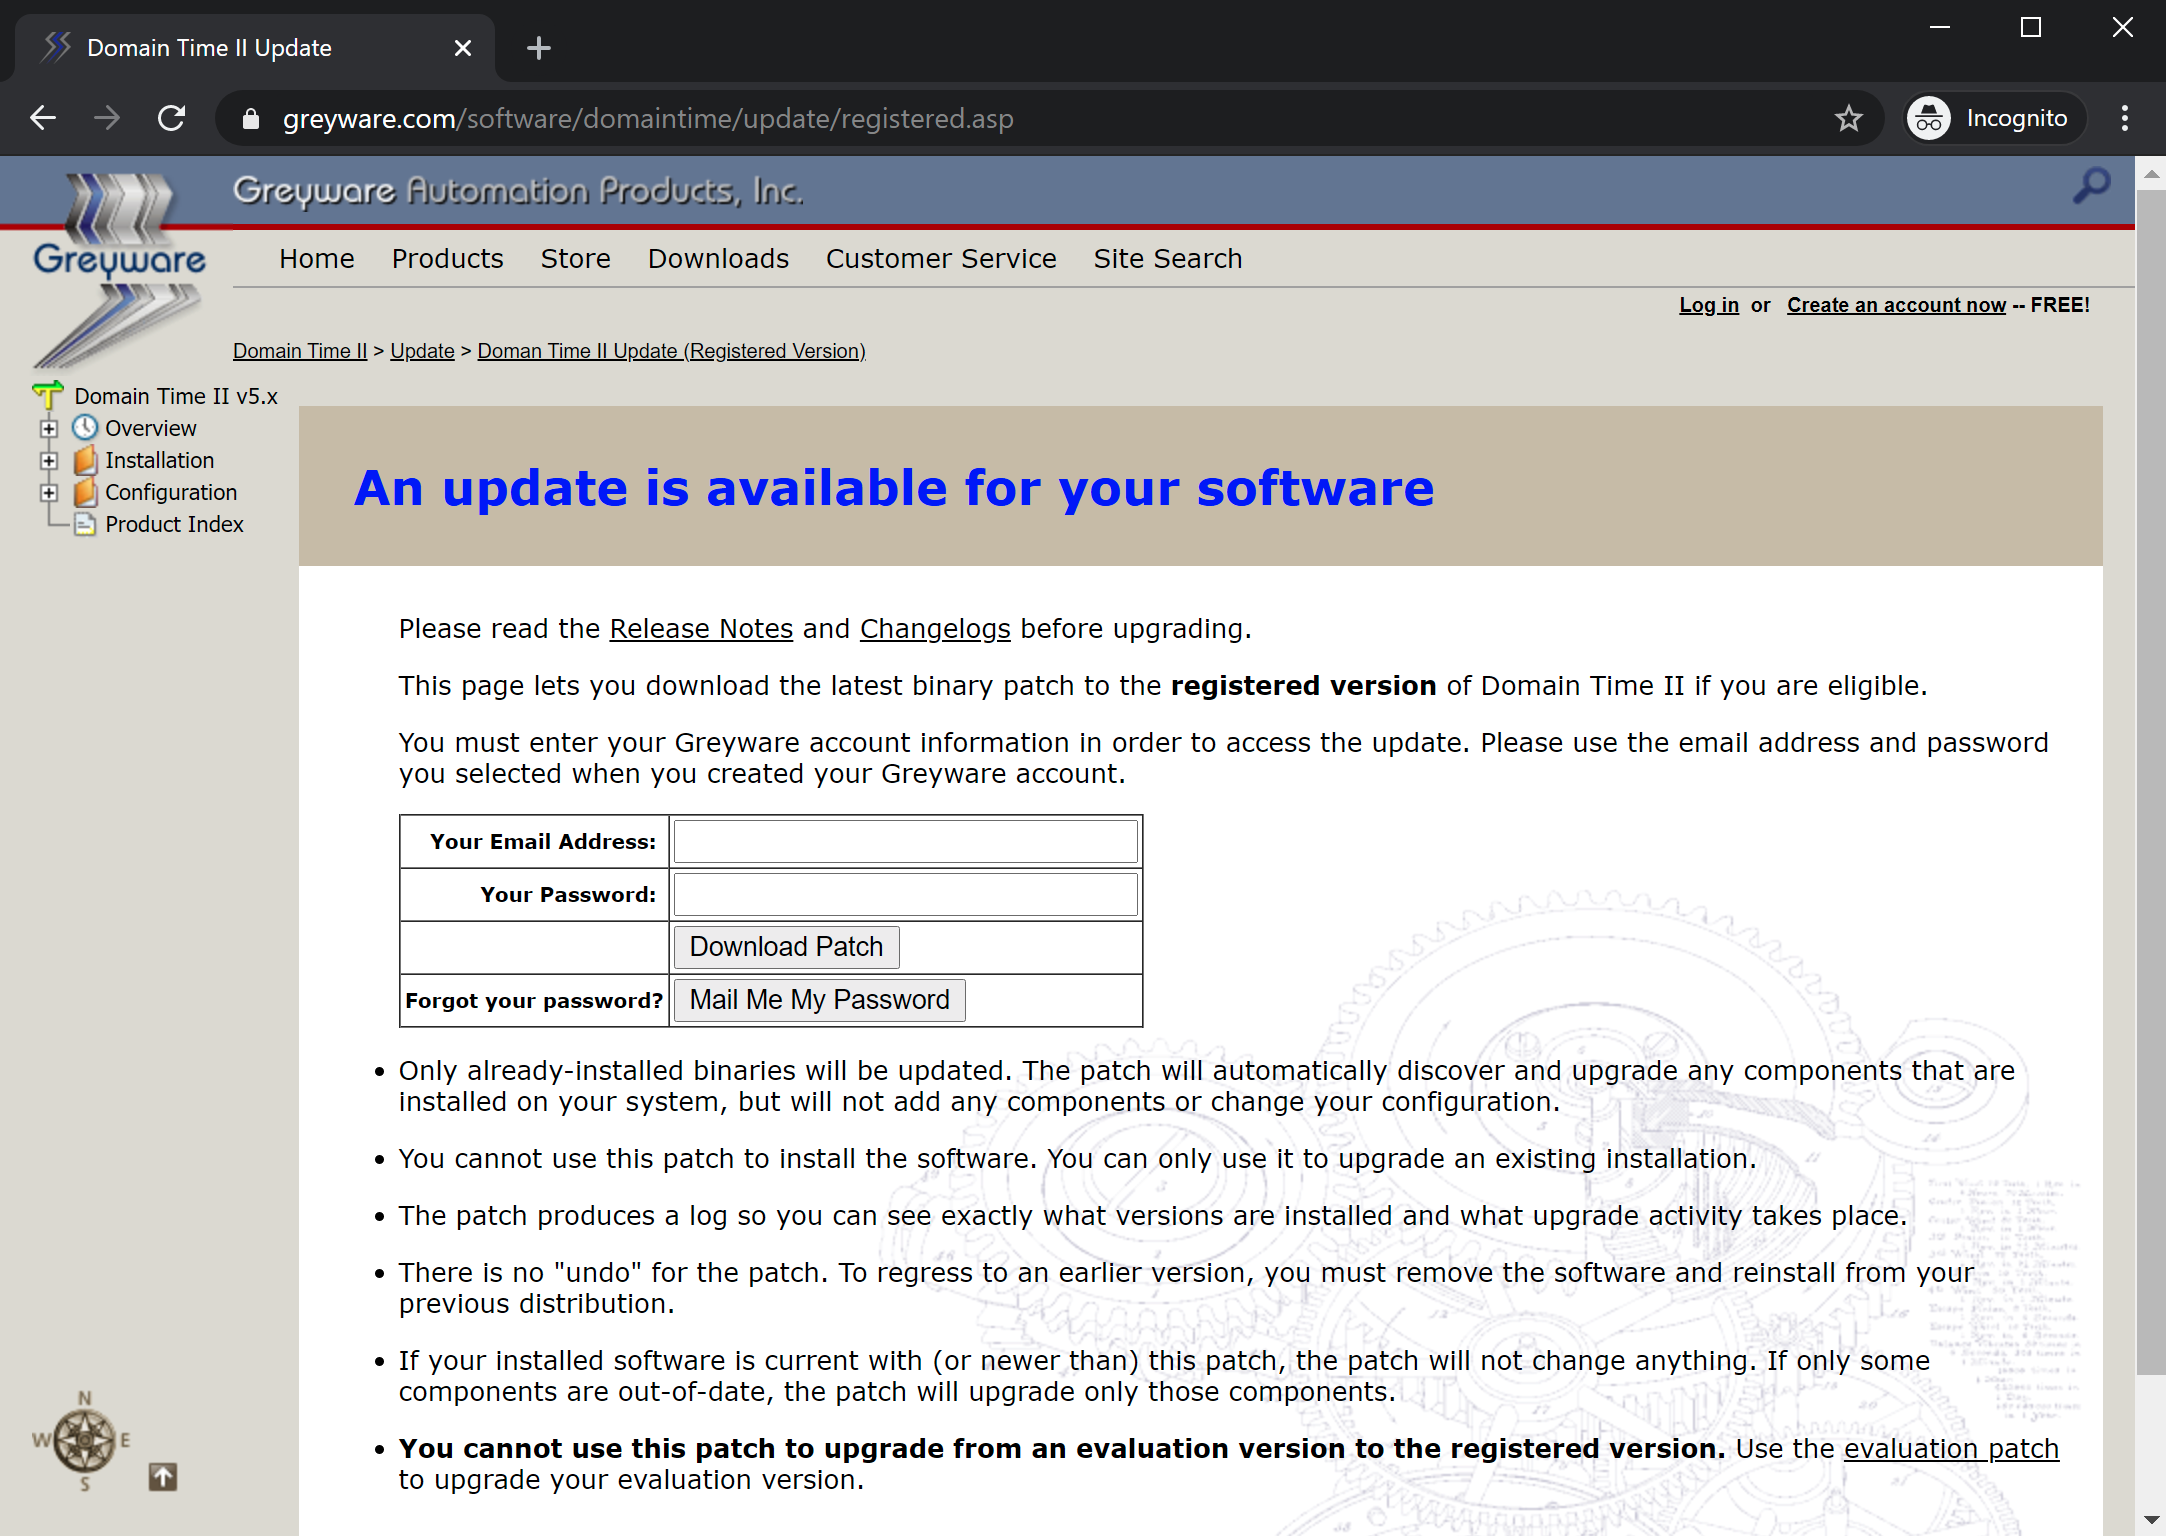 Domain Time II Update
greyware.com/software/domaintime/update/registered.asp
Incognito
Greyware Automation Products, Inc.
Greyware
Home Products Store Downloads Customer Service Site Search
Log in or Create an account now -- FREE!
Domain Time II > Update > Doman Time II Update (Registered Version)
Domain Time II v5.x
Overview
Installation
Configuration
Product Index
An update is available for your software
Please read the Release Notes and Changelogs before upgrading.
This page lets you download the latest binary patch to the registered version of Domain Time II if you are eligible.
You must enter your Greyware account information in order to access the update. Please use the email address and password
you selected when you created your Greyware account.
Your Email Address:
Your Password:
Download Patch
Forgot your password? Mail Me My Password
• Only already-installed binaries will be updated. The patch will automatically discover and upgrade any components that are
installed on your system, but will not add any components or change your configuration.
• You cannot use this patch to install the software. You can only use it to upgrade an existing installation.
• The patch produces a log so you can see exactly what versions are installed and what upgrade activity takes place.
• There is no "undo" for the patch. To regress to an earlier version, you must remove the software and reinstall from your
previous distribution.
• If your installed software is current with (or newer than) this patch, the patch will not change anything. If only some
components are out-of-date, the patch will upgrade only those components.
• You cannot use this patch to upgrade from an evaluation version to the registered version. Use the evaluation patch
to upgrade your evaluation version.
N
W E
S